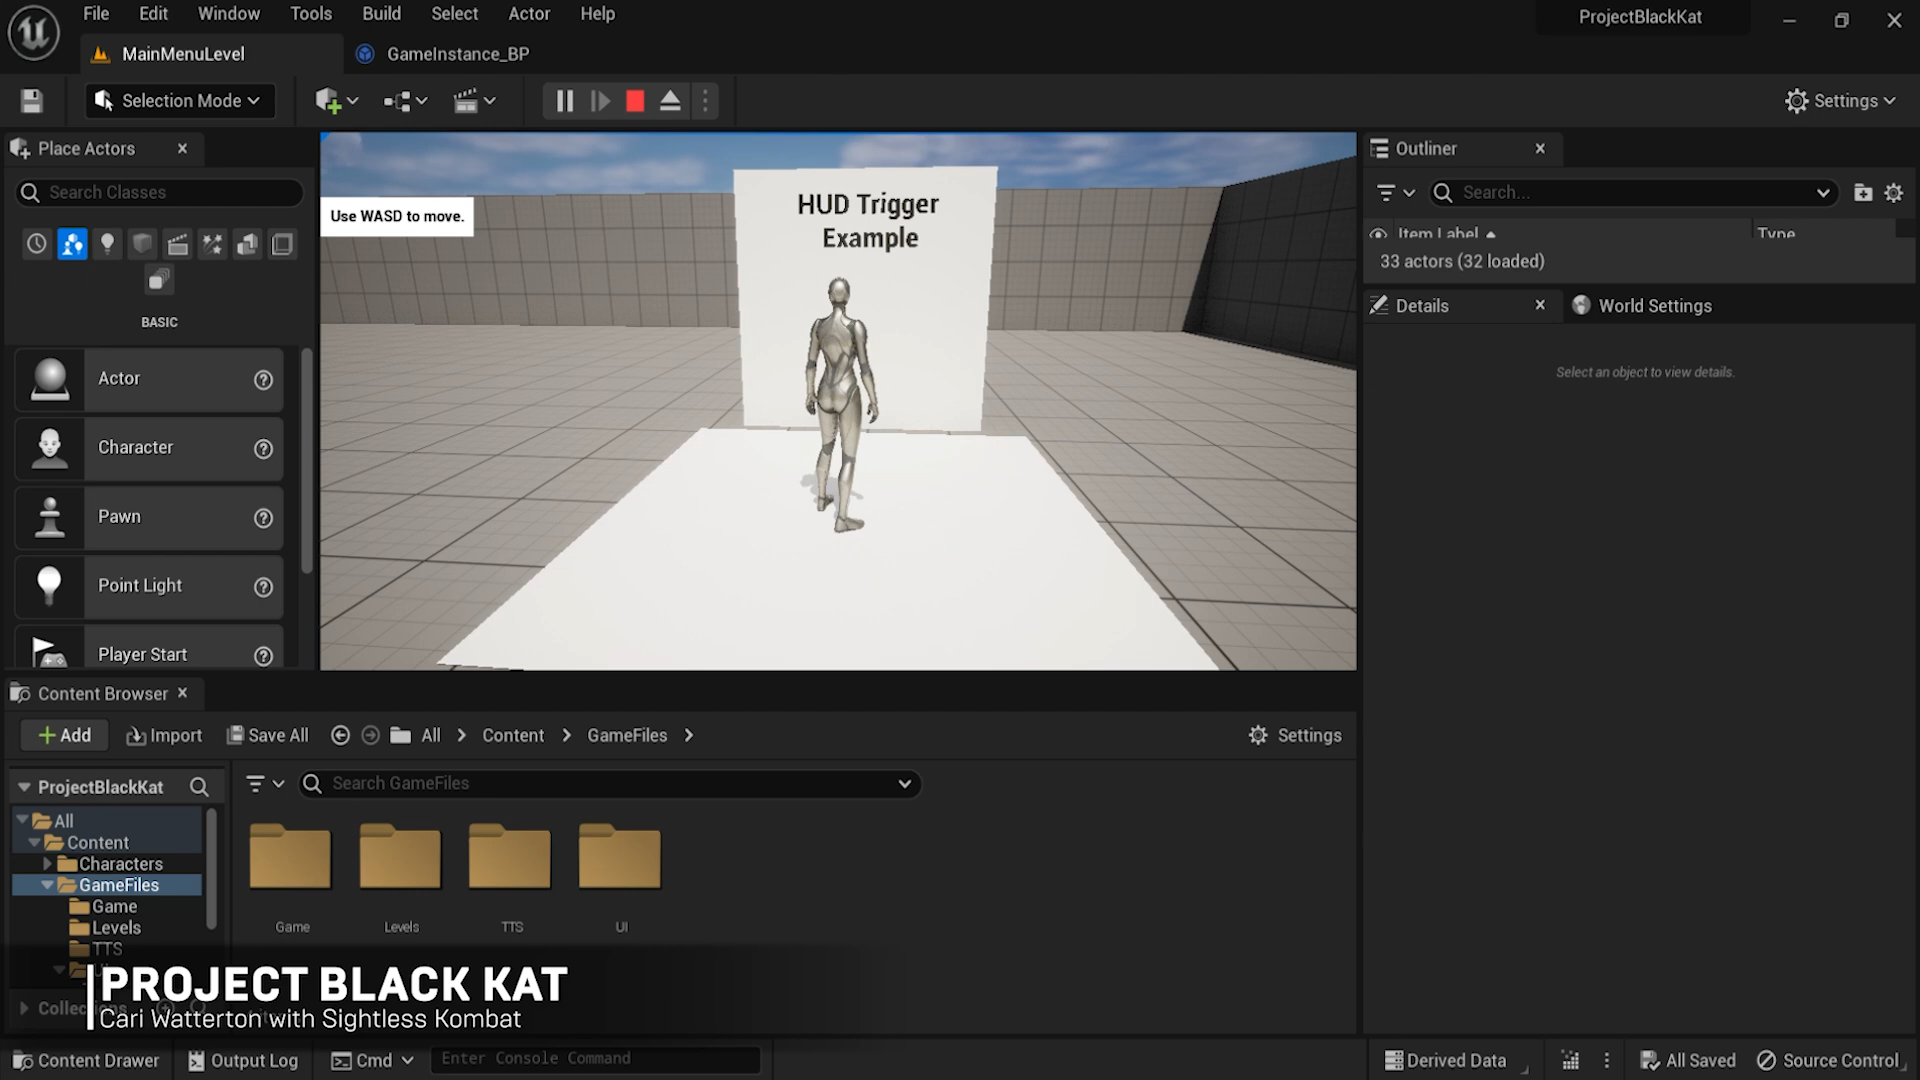 File Edit Window Tools Build Select Actor Help
ProjectBlackKat
MainMenuLevel
GameInstance_BP
Selection Mode
Settings
Place Actors
Search Classes
BASIC
Actor
Character
Pawn
Point Light
Player Start
Use WASD to move.
HUD Trigger
Example
Outliner
Search...
Item Label
Type
33 actors (32 loaded)
Details
World Settings
Select an object to view details.
Content Browser
Add
Import
Save All
All
Content
GameFiles
Settings
ProjectBlackKat
Search GameFiles
All
Content
Characters
GameFiles
Game
Levels
TTS
Game
Levels
TTS
UI
PROJECT BLACK KAT
Cari Watterton with Sightless Kombat
Content Drawer
Output Log
Cmd
Enter Console Command
Derived Data
All Saved
Source Control